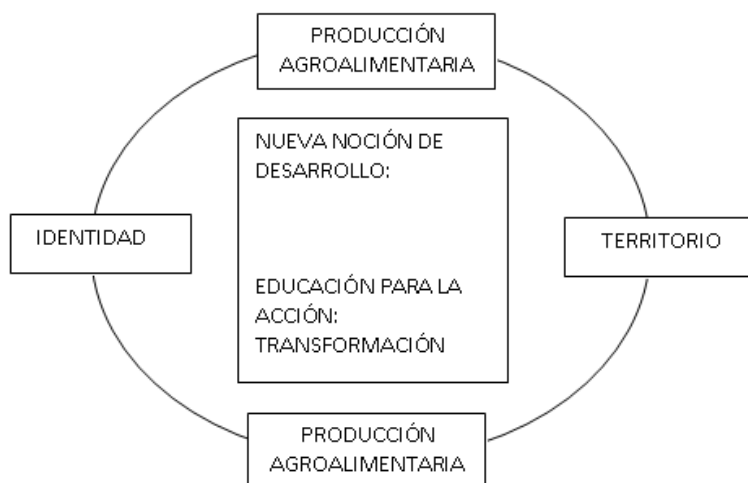 PRODUCCIÓN
AGROALIMENTARIA
NUEVA NOCIÓN DE
DESARROLLO:
IDENTIDAD
TERRITORIO
EDUCACIÓN PARA LA
ACCIÓN:
TRANSFORMACIÓN
PRODUCCIÓN
AGROALIMENTARIA